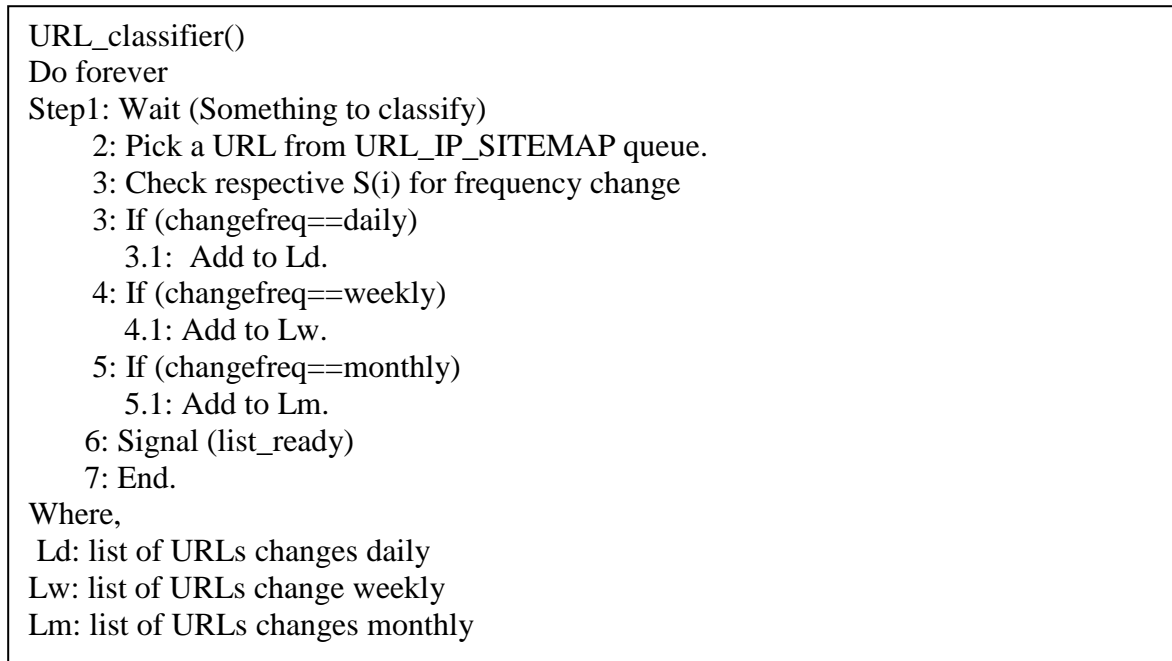 URL_classifier()
Do forever
Step1: Wait (Something to classify)
2: Pick a URL from URL_IP_SITEMAP queue.
3: Check respective S(i) for frequency change
3: If (changefreq==daily)
3.1: Add to Ld.
4: If (changefreq==weekly)
4.1: Add to Lw.
5: If (changefreq==monthly)
5.1: Add to Lm.
6: Signal (list_ready)
7: End.
Where,
Ld: list of URLs changes daily
Lw: list of URLs change weekly
Lm: list of URLs changes monthly